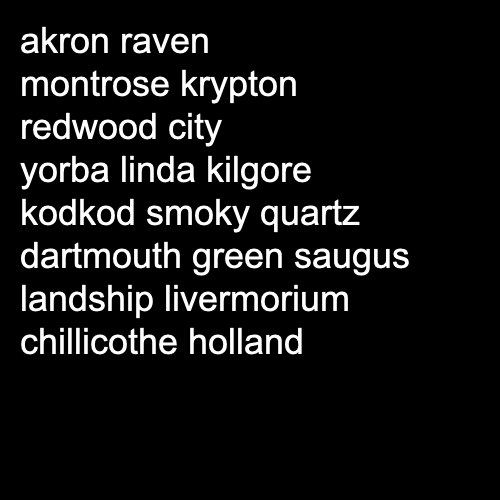 akron raven
montrose krypton
redwood city
yorba linda kilgore
kodkod smoky quartz
dartmouth green saugus
landship livermorium
chillicothe holland